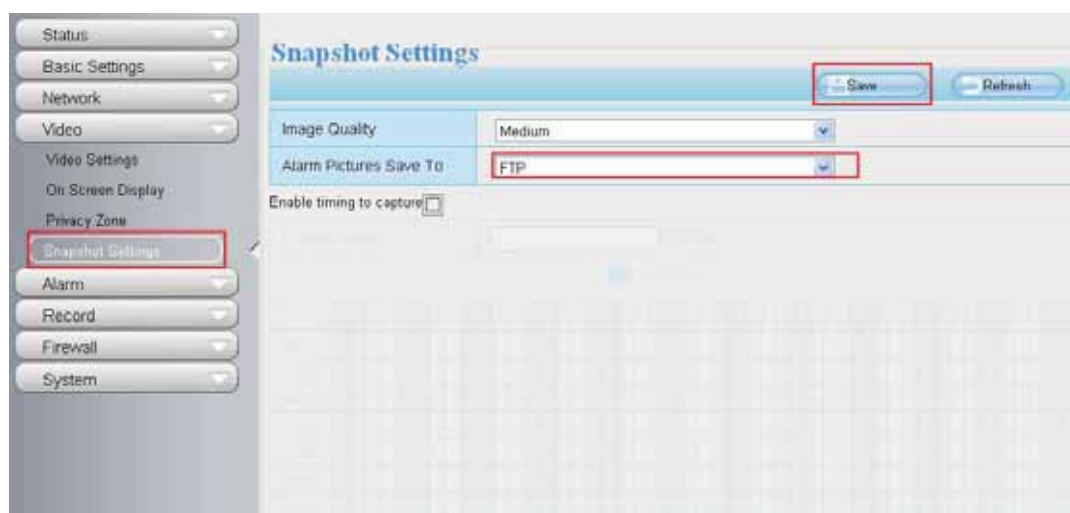 Status
Basic Settings
Network
Video
Video Settings
On Screen Display
Privacy Zone
Snapshot Settings
Alarm
Record
Firewall
System
Snapshot Settings
Save Refresh
Image Quality Medium
Alarm Pictures Save To FTP
Enable timing to capture